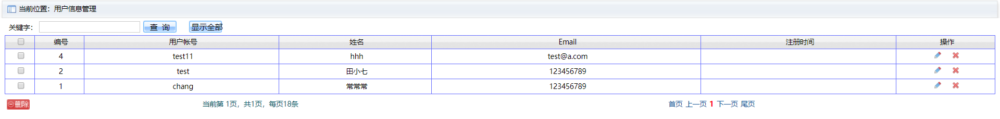 当前位置：用户信息管理
关键字： 查 询 显示全部
编号 用户帐号 姓名 Email 注册时间 操作
4 test11 hhh test@a.com
2 test 田小七 123456789
1 chang 常常常 123456789
删除 当前第 1页，共1页，每页18条 首页 上一页 1 下一页 尾页